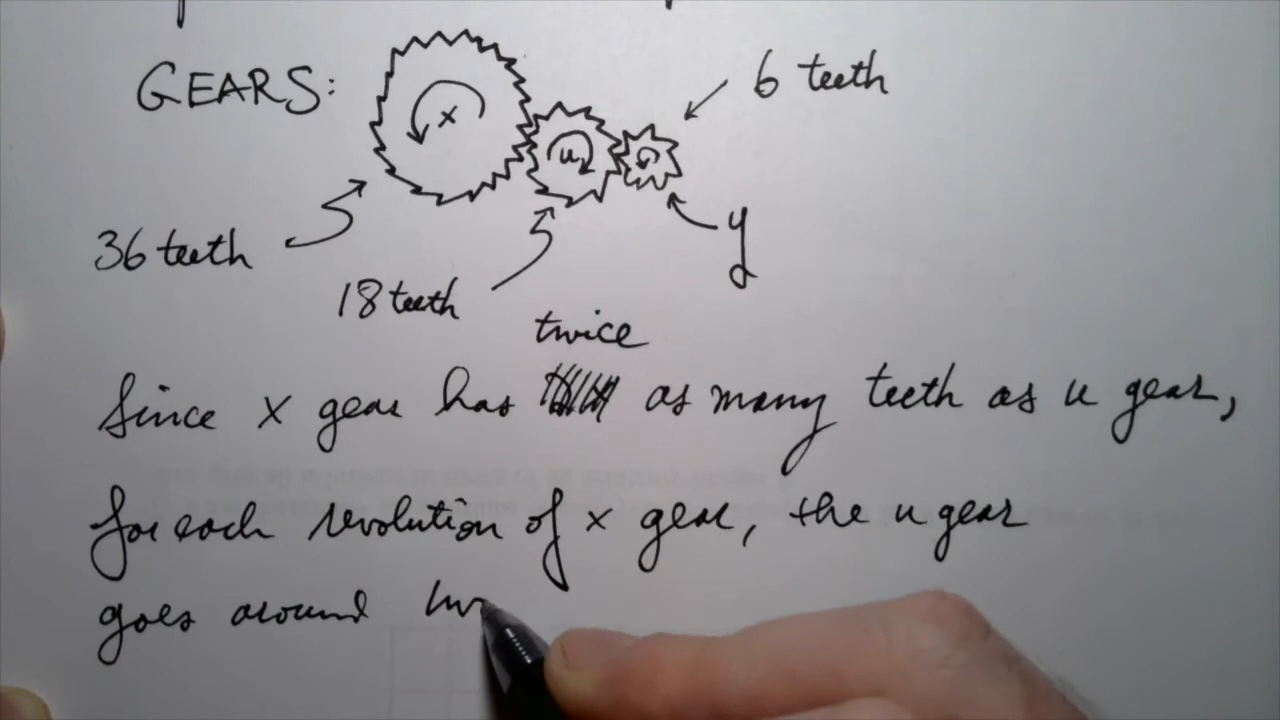 GEARS:
x
u
6 teeth
36 teeth
18 teeth
y
twice
Since x gear has as many teeth as u gear,
for each revolution of x gear, the u gear
goes around